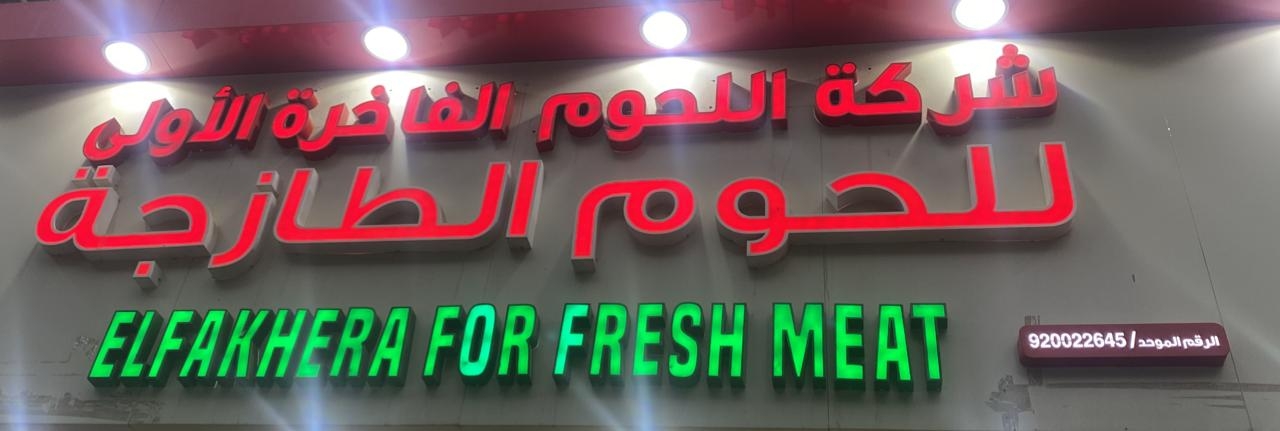 شركة اللحوم الفاخرة الأولى
للحوم الطازجة
ELFAKHERA FOR FRESH MEAT
الرقم الموحد / 920022645